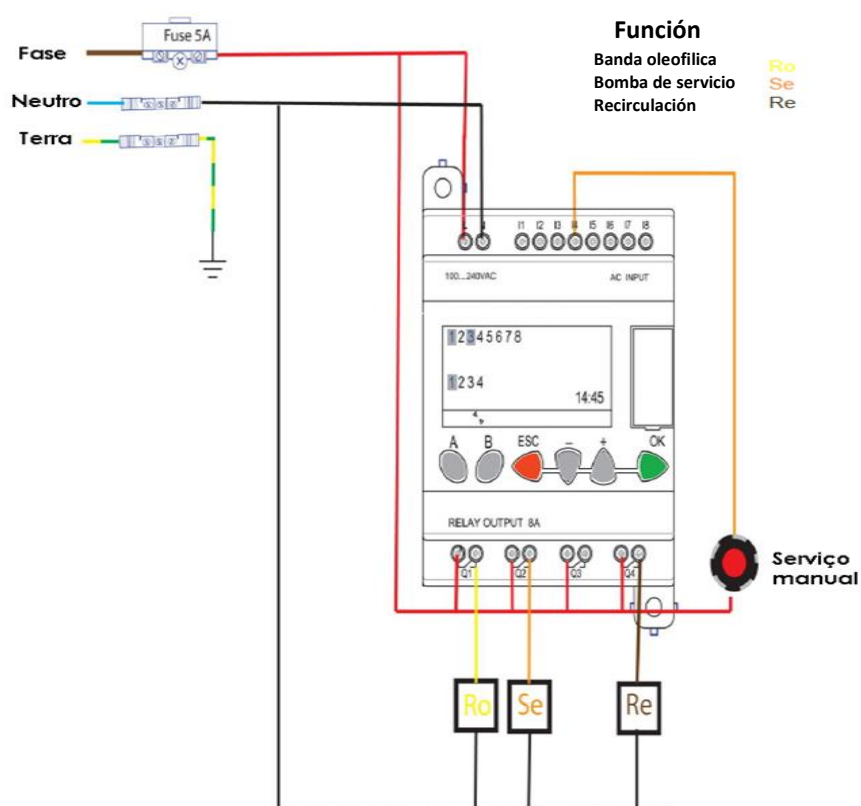 Fuse 5A
Fase
Neutro
Terra
Función
Banda oleofilica Ro
Bomba de servicio Se
Recirculación Re
L N I1 I2 I3 I4 I5 I6 I7 I8
100....240VAC AC INPUT
12345678
1234
14:45
A B ESC – + OK
RELAY OUTPUT 8A
Q1 Q2 Q3 Q4
Serviço
manual
Ro Se Re